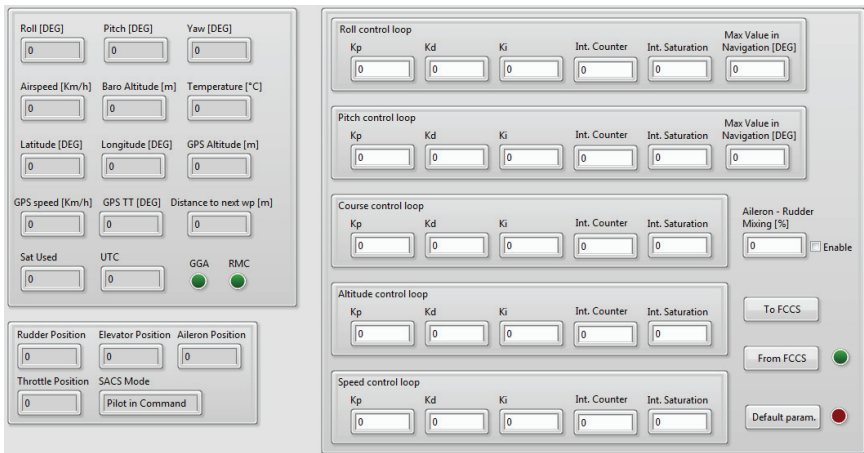 Roll [DEG] Pitch [DEG] Yaw [DEG]
0 0 0
Airspeed [Km/h] Baro Altitude [m] Temperature [°C]
0 0 0
Latitude [DEG] Longitude [DEG] GPS Altitude [m]
0 0 0
GPS speed [Km/h] GPS TT [DEG] Distance to next wp [m]
0 0 0
Sat Used UTC GGA RMC
0 0
Rudder Position Elevator Position Aileron Position
0 0 0
Throttle Position SACS Mode
0 Pilot in Command
Roll control loop
Kp Kd Ki Int. Counter Int. Saturation Max Value in
Navigation [DEG]
0 0 0 0 0 0
Pitch control loop
Kp Kd Ki Int. Counter Int. Saturation Max Value in
Navigation [DEG]
0 0 0 0 0 0
Course control loop
Kp Kd Ki Int. Counter Int. Saturation
0 0 0 0 0
Aileron - Rudder
Mixing [%]
0 Enable
Altitude control loop
Kp Kd Ki Int. Counter Int. Saturation
0 0 0 0 0
To FCCS
From FCCS
Speed control loop
Kp Kd Ki Int. Counter Int. Saturation
0 0 0 0 0
Default param.